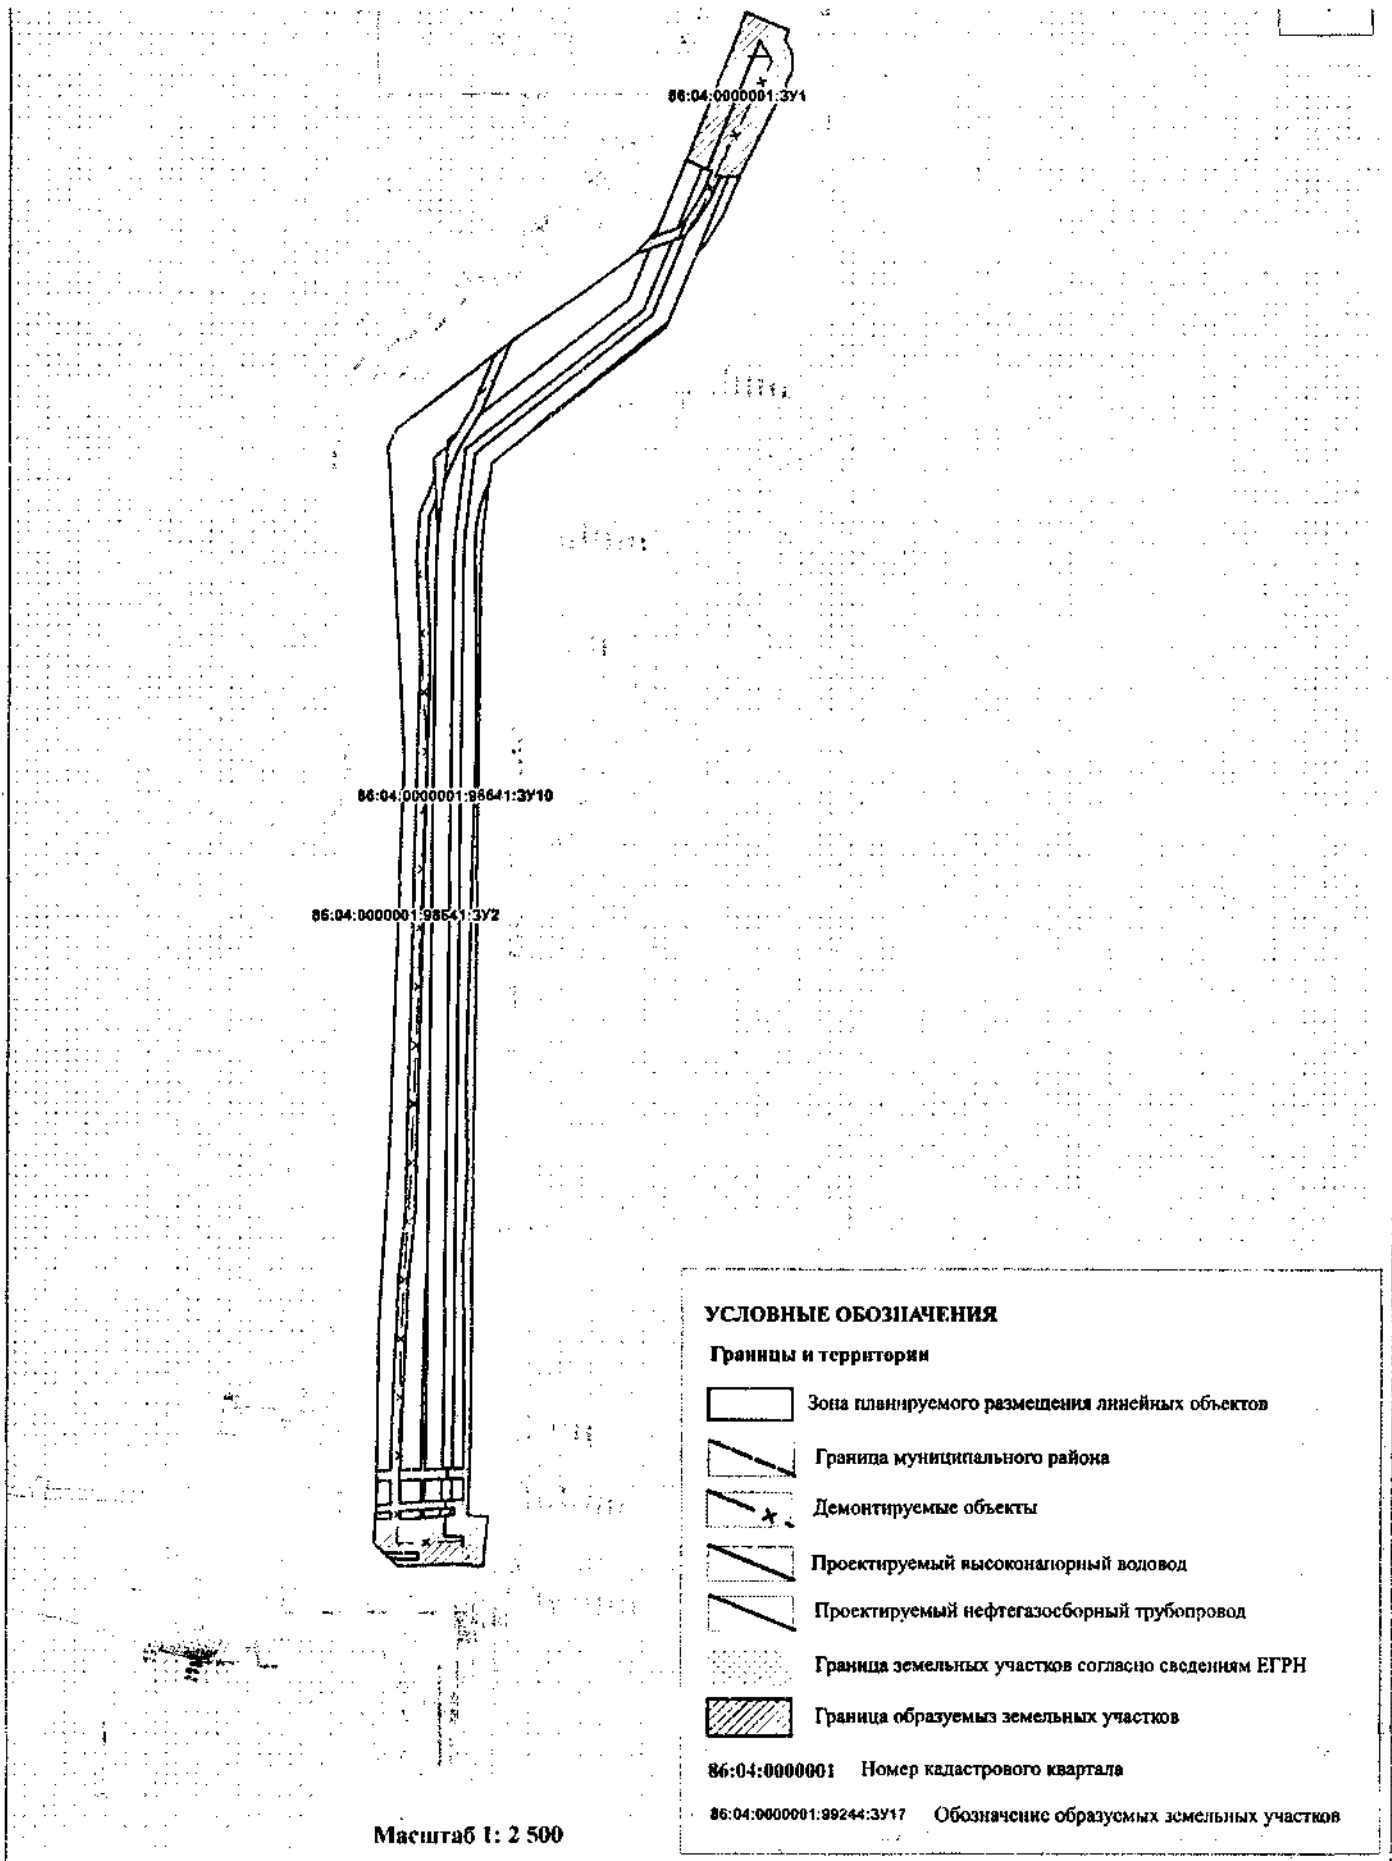 86:04:0000001:ЗУ1
86:04:0000001:98641:ЗУ10
86:04:0000001:98641:ЗУ2
УСЛОВНЫЕ ОБОЗНАЧЕНИЯ
Границы и территории
Зона планируемого размещения линейных объектов
Граница муниципального района
Демонтируемые объекты
Проектируемый высоконапорный водовод
Проектируемый нефтегазосборный трубопровод
Граница земельных участков согласно сведениям ЕГРН
Граница образуемыз земельных участков
86:04:0000001 Номер кадастрового квартала
86:04:0000001:99244:ЗУ17 Обозначение образуемых земельных участков
Масштаб 1: 2 500